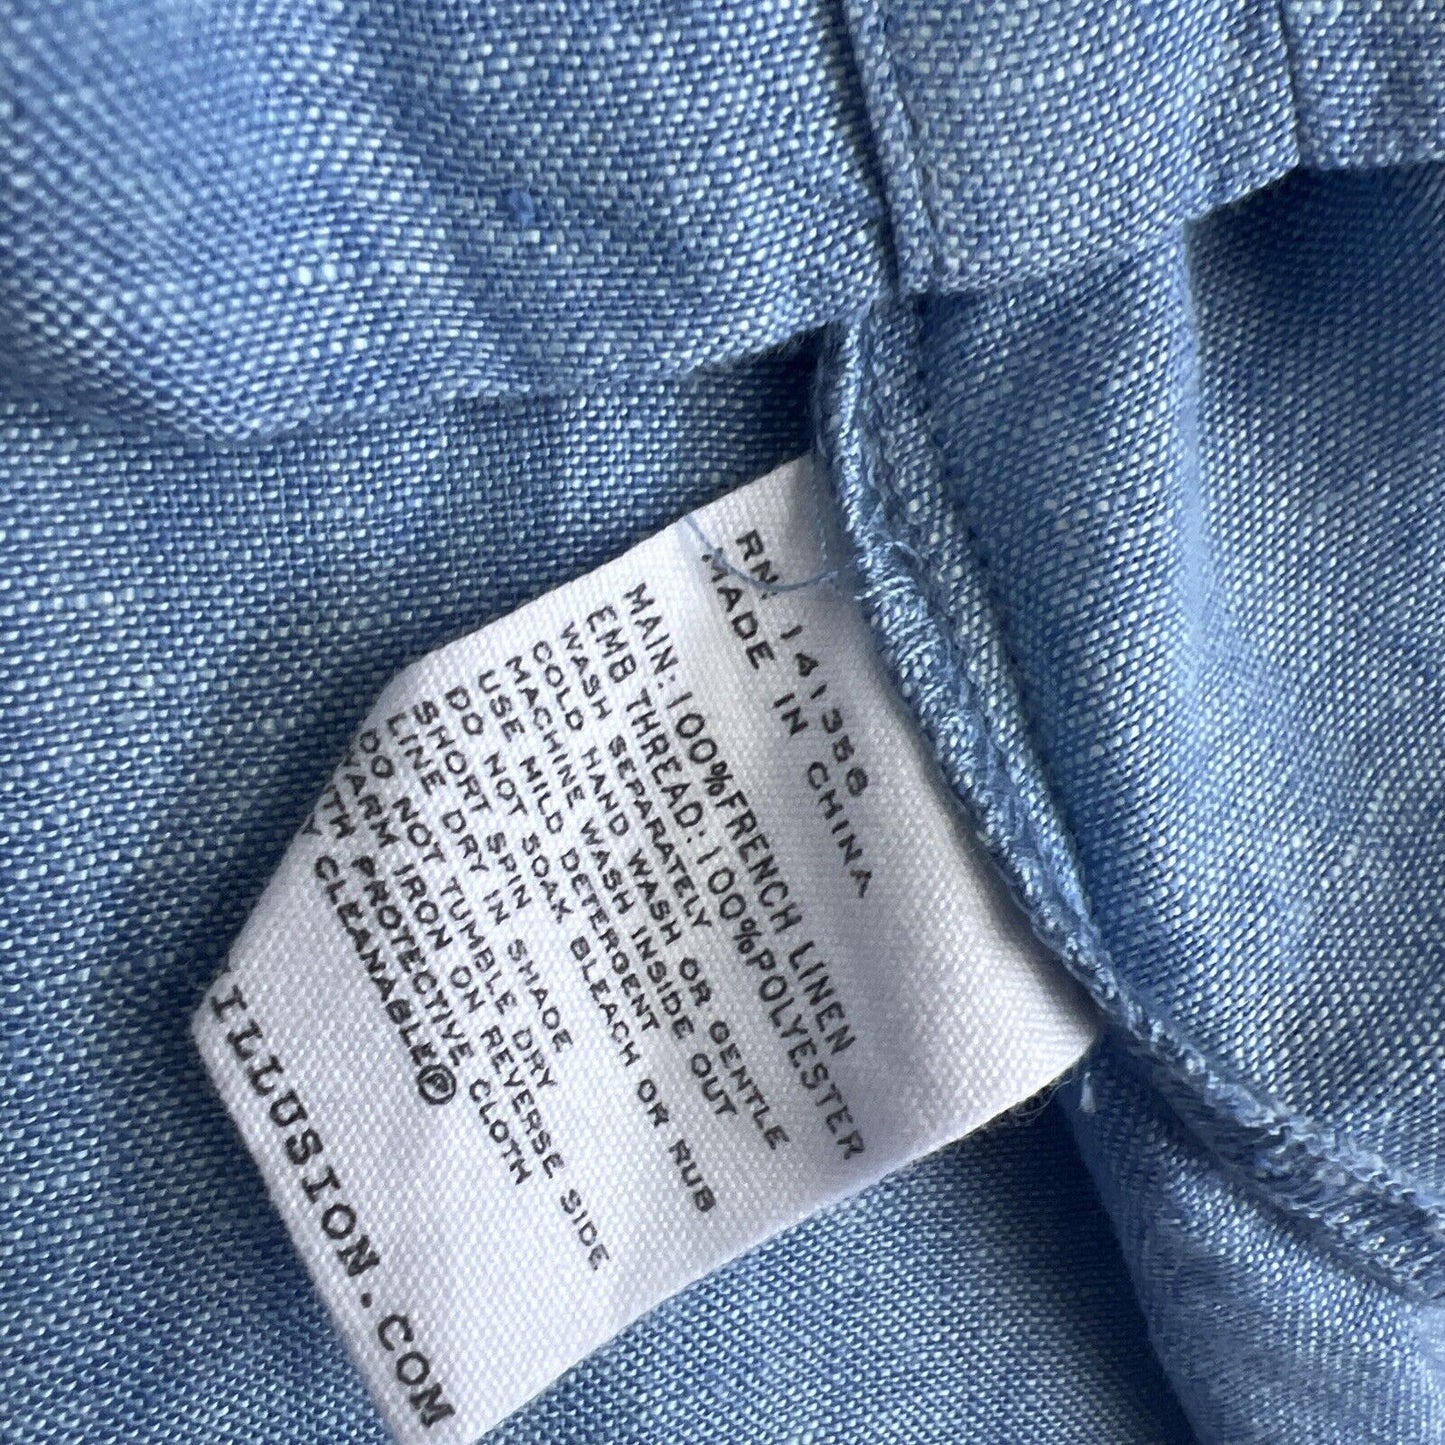 RN 14,358
MADE IN CHINA
MAIN:100%FRENCH LINEN
EMB THREAD:100%POLYESTER
WASH SEPARATELY
COLD HAND WASH OR GENTLE
MACHINE WASH INSIDE OUT
USE MILD DETERGENT
DO NOT SOAK BLEACH OR RUB
SHORT SPIN
LINE DRY IN SHADE
DO NOT TUMBLE DRY
WARM IRON ON REVERSE SIDE
PROTECTIVE CLOTH
CLEANABLE®
ILLUSION.COM